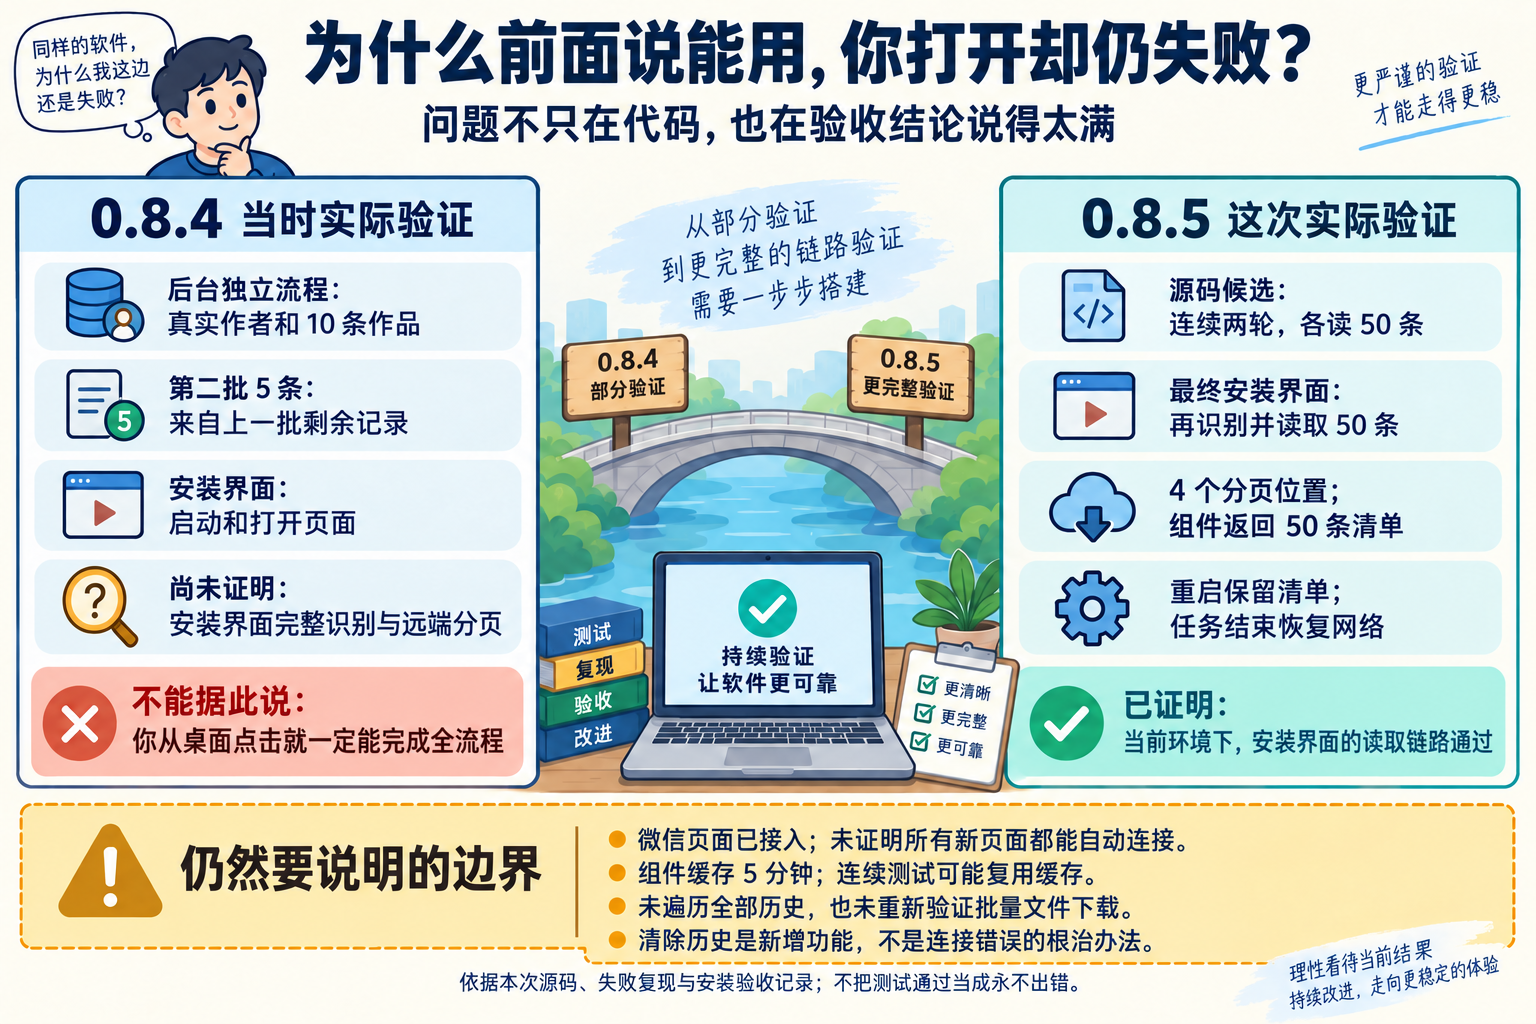 同样的软件，
为什么我这边
还是失败？
为什么前面说能用，你打开却仍失败？
问题不只在代码，也在验收结论说得太满
更严谨的验证
才能走得更稳
0.8.4 当时实际验证
后台独立流程：
真实作者和 10 条作品
第二批 5 条：
来自上一批剩余记录
5
安装界面：
启动和打开页面
?
尚未证明：
安装界面完整识别与远端分页
不能据此说：
你从桌面点击就一定能完成全流程
从部分验证
到更完整的链路验证
需要一步步搭建
0.8.4
部分验证
0.8.5
更完整验证
测试
复现
验收
改进
持续验证
让软件更可靠
更清晰
更完整
更可靠
0.8.5 这次实际验证
</>
源码候选：
连续两轮，各读 50 条
最终安装界面：
再识别并读取 50 条
4 个分页位置；
组件返回 50 条清单
重启保留清单；
任务结束恢复网络
已证明：
当前环境下，安装界面的读取链路通过
!
仍然要说明的边界
微信页面已接入；未证明所有新页面都能自动连接。
组件缓存 5 分钟；连续测试可能复用缓存。
未遍历全部历史，也未重新验证批量文件下载。
清除历史是新增功能，不是连接错误的根治办法。
依据本次源码、失败复现与安装验收记录；不把测试通过当成永不出错。
理性看待当前结果
持续改进，走向更稳定的体验